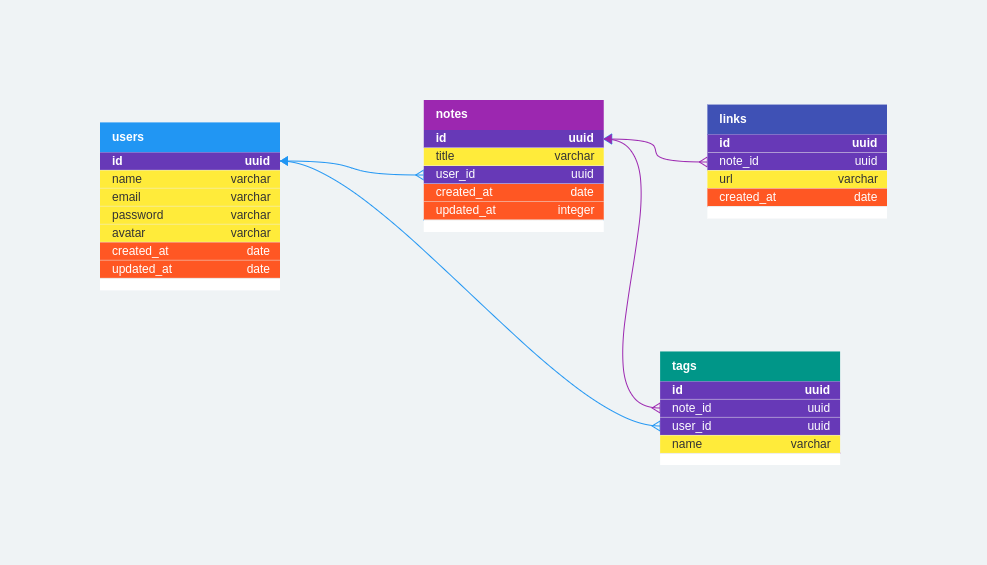 users
id uuid
name varchar
email varchar
password varchar
avatar varchar
created_at date
updated_at date
notes
id uuid
title varchar
user_id uuid
created_at date
updated_at integer
links
id uuid
note_id uuid
url varchar
created_at date
tags
id uuid
note_id uuid
user_id uuid
name varchar